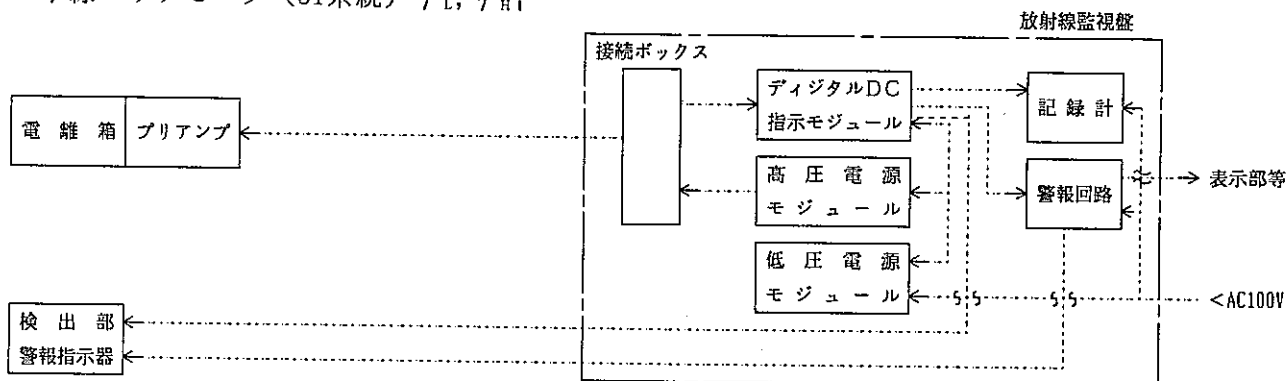 放射線監視盤
接続ボックス
電離箱
プリアンプ
ディジタルDC
指示モジュール
記録計
高圧電源
モジュール
警報回路
表示部等
低圧電源
モジュール
<AC100V
検出部
警報指示器